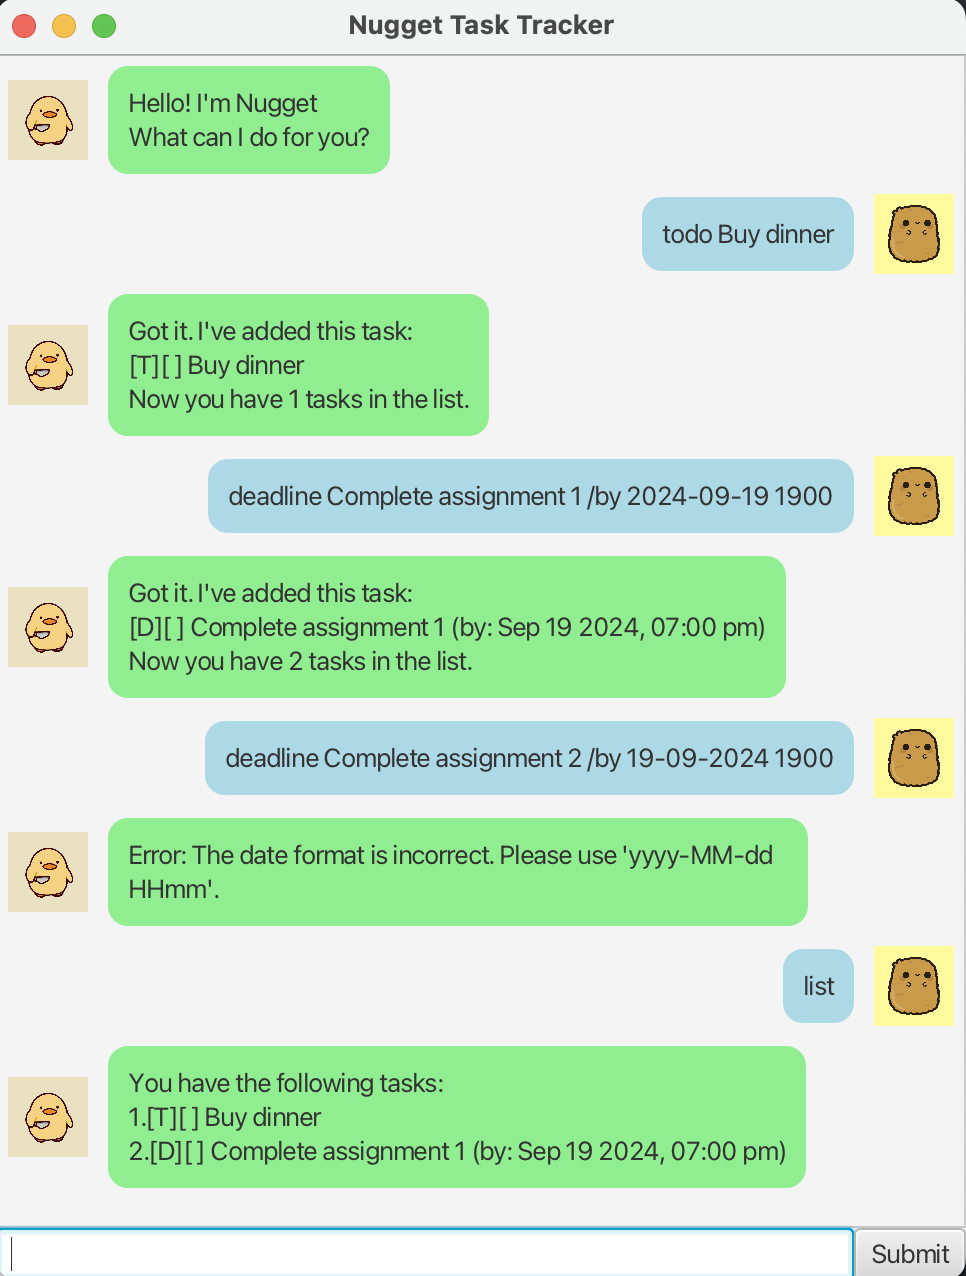 Nugget Task Tracker
Hello! I'm Nugget
What can I do for you?
todo Buy dinner
Got it. I've added this task:
[T][ ] Buy dinner
Now you have 1 tasks in the list.
deadline Complete assignment 1 /by 2024-09-19 1900
Got it. I've added this task:
[D][ ] Complete assignment 1 (by: Sep 19 2024, 07:00 pm)
Now you have 2 tasks in the list.
deadline Complete assignment 2 /by 19-09-2024 1900
Error: The date format is incorrect. Please use 'yyyy-MM-dd
HHmm'.
list
You have the following tasks:
1.[T][ ] Buy dinner
2.[D][ ] Complete assignment 1 (by: Sep 19 2024, 07:00 pm)
Submit